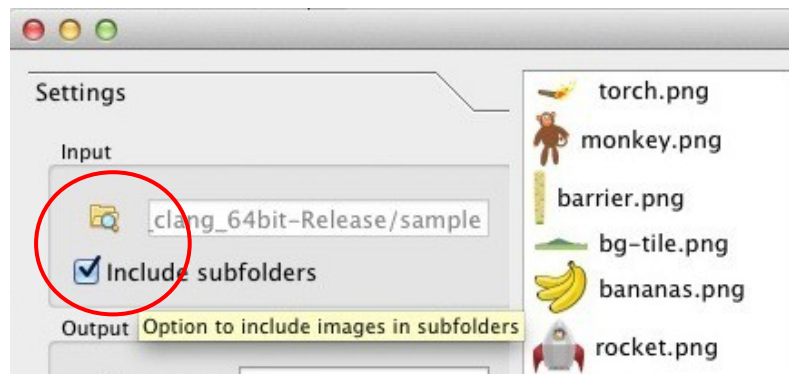 Settings
Input
_clang_64bit-Release/sample
Include subfolders
Output
Option to include images in subfolders
torch.png
monkey.png
barrier.png
bg-tile.png
bananas.png
rocket.png